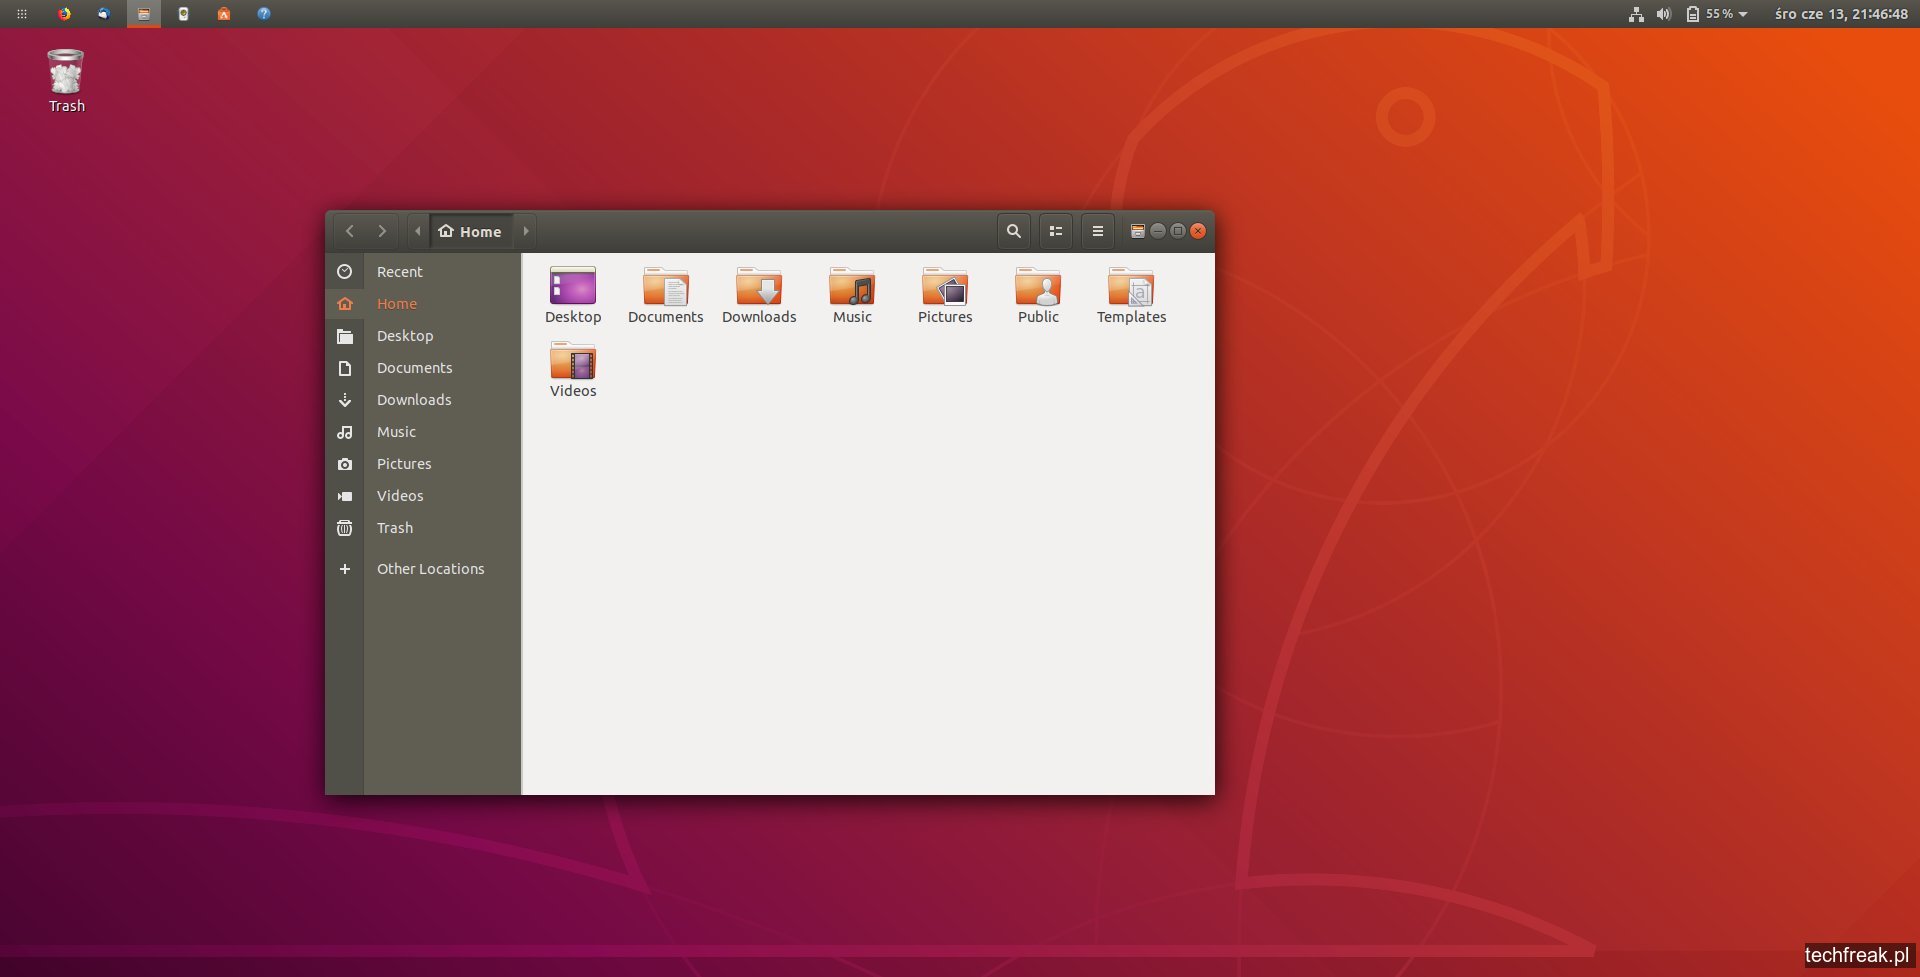 55 %
śro cze 13, 21:46:48
Trash
Home
Recent
Home
Desktop
Documents
Downloads
Music
Pictures
Videos
Trash
Other Locations
Desktop
Documents
Downloads
Music
Pictures
Public
Templates
Videos
techfreak.pl